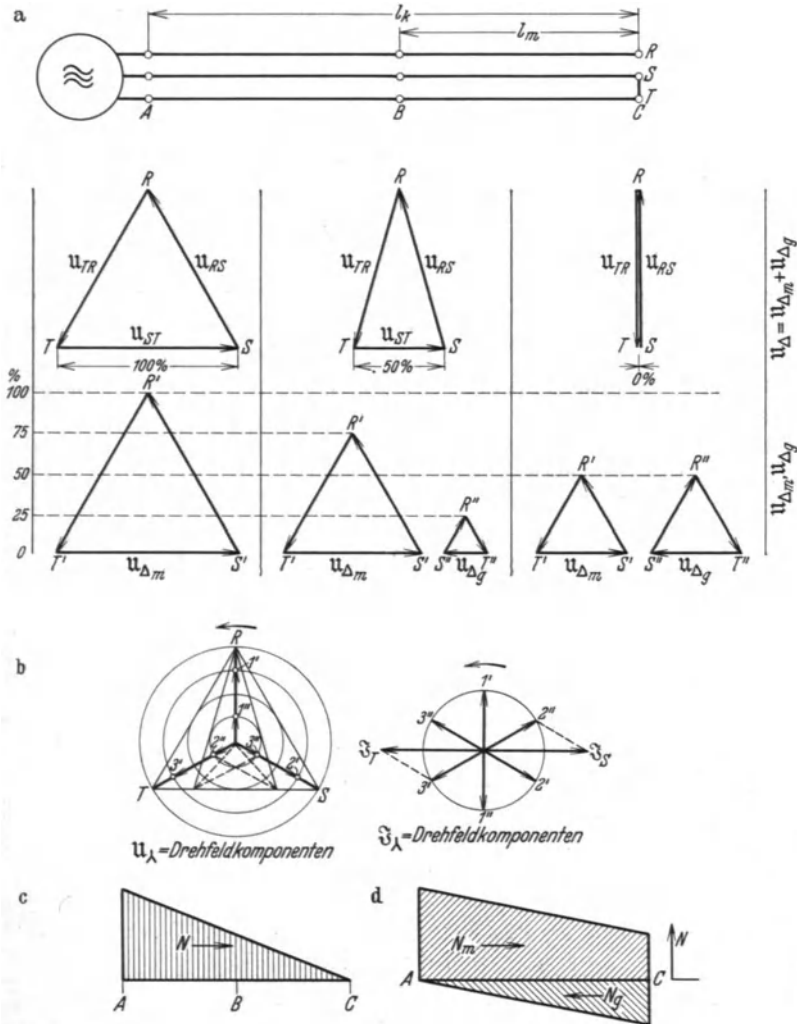 a
l_k
l_m
R
S
T
A B C
R R R
𝔘_TR 𝔘_RS 𝔘_TR 𝔘_RS 𝔘_TR 𝔘_RS
𝔘_ST 𝔘_ST
T S T S T S
100% 50% 0%
𝔘_Δ = 𝔘_Δm + 𝔘_Δg
%
100
75
50
25
0
R' R' R" R' R"
T' 𝔘_Δm S' T' 𝔘_Δm S' S" 𝔘_Δg T" T' 𝔘_Δm S' S" 𝔘_Δg T"
𝔘_Δm, 𝔘_Δg
b
R
1'
1"
2" 3"
3' 2'
T S
𝔘_⅄ = Drehfeldkomponenten
1'
3" 2"
ℑ_T ℑ_S
3' 2'
1"
ℑ_⅄ = Drehfeldkomponenten
c
N
A B C
d
N_m
N
A C
N_g